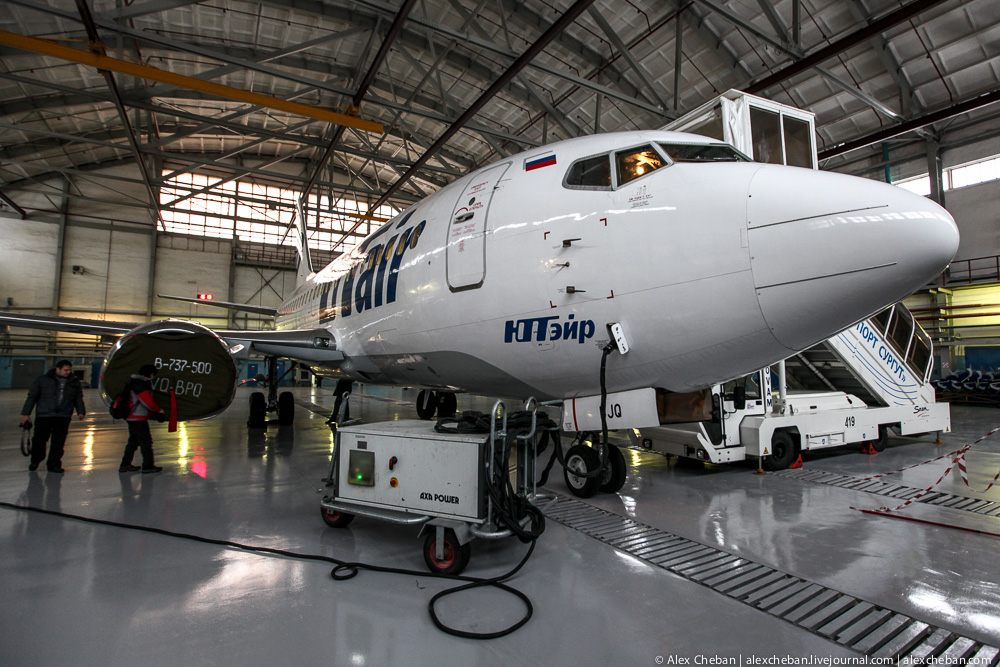 utair
ЮТэйр
В-737-500
VQ-BPQ
JQ
AXA POWER
ПОРТ СУРГУТ
419
© Alex Cheban | alexcheban.livejournal.com | alexcheban.com